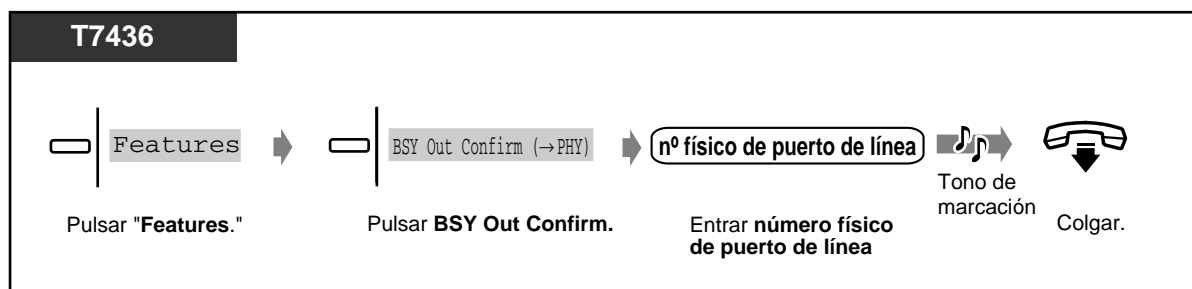 T7436
Features
BSY Out Confirm (→PHY)
nº físico de puerto de línea
Tono de
marcación
Pulsar "Features."
Pulsar BSY Out Confirm.
Entrar número físico
de puerto de línea
Colgar.